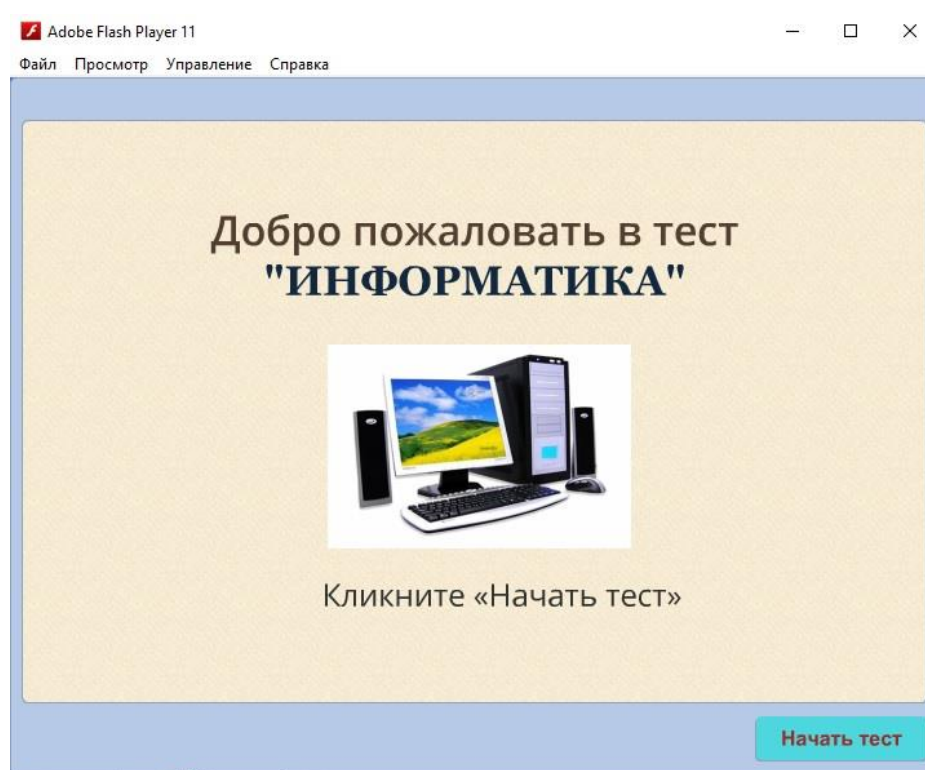 Adobe Flash Player 11
Файл Просмотр Управление Справка
Добро пожаловать в тест
"ИНФОРМАТИКА"
Кликните «Начать тест»
Начать тест